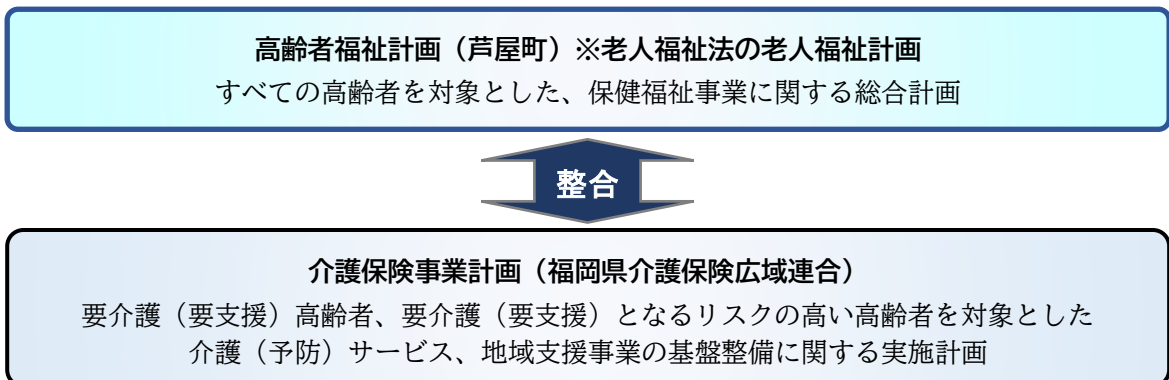 高齢者福祉計画（芦屋町）※老人福祉法の老人福祉計画
すべての高齢者を対象とした、保健福祉事業に関する総合計画
整合
介護保険事業計画（福岡県介護保険広域連合）
要介護（要支援）高齢者、要介護（要支援）となるリスクの高い高齢者を対象とした
介護（予防）サービス、地域支援事業の基盤整備に関する実施計画